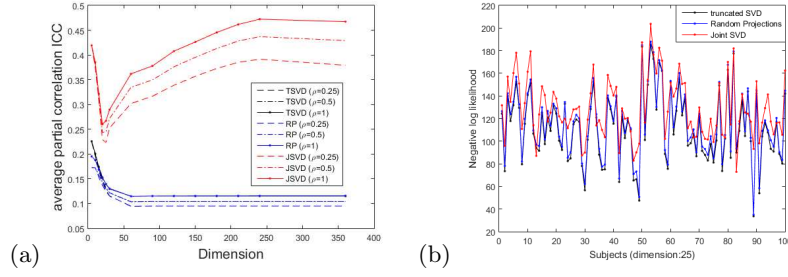 (a)
average partial correlation ICC
0.5
0.45
0.4
0.35
0.3
0.25
0.2
0.15
0.1
0.05
0 50 100 150 200 250 300 350 400
Dimension
TSVD (ρ=0.25)
TSVD (ρ=0.5)
TSVD (ρ=1)
RP (ρ=0.25)
RP (ρ=0.5)
RP (ρ=1)
JSVD (ρ=0.25)
JSVD (ρ=0.5)
JSVD (ρ=1)
(b)
Negative log likelihood
220
200
180
160
140
120
100
80
60
40
20
0 10 20 30 40 50 60 70 80 90 100
Subjects (dimension:25)
truncated SVD
Random Projections
Joint SVD